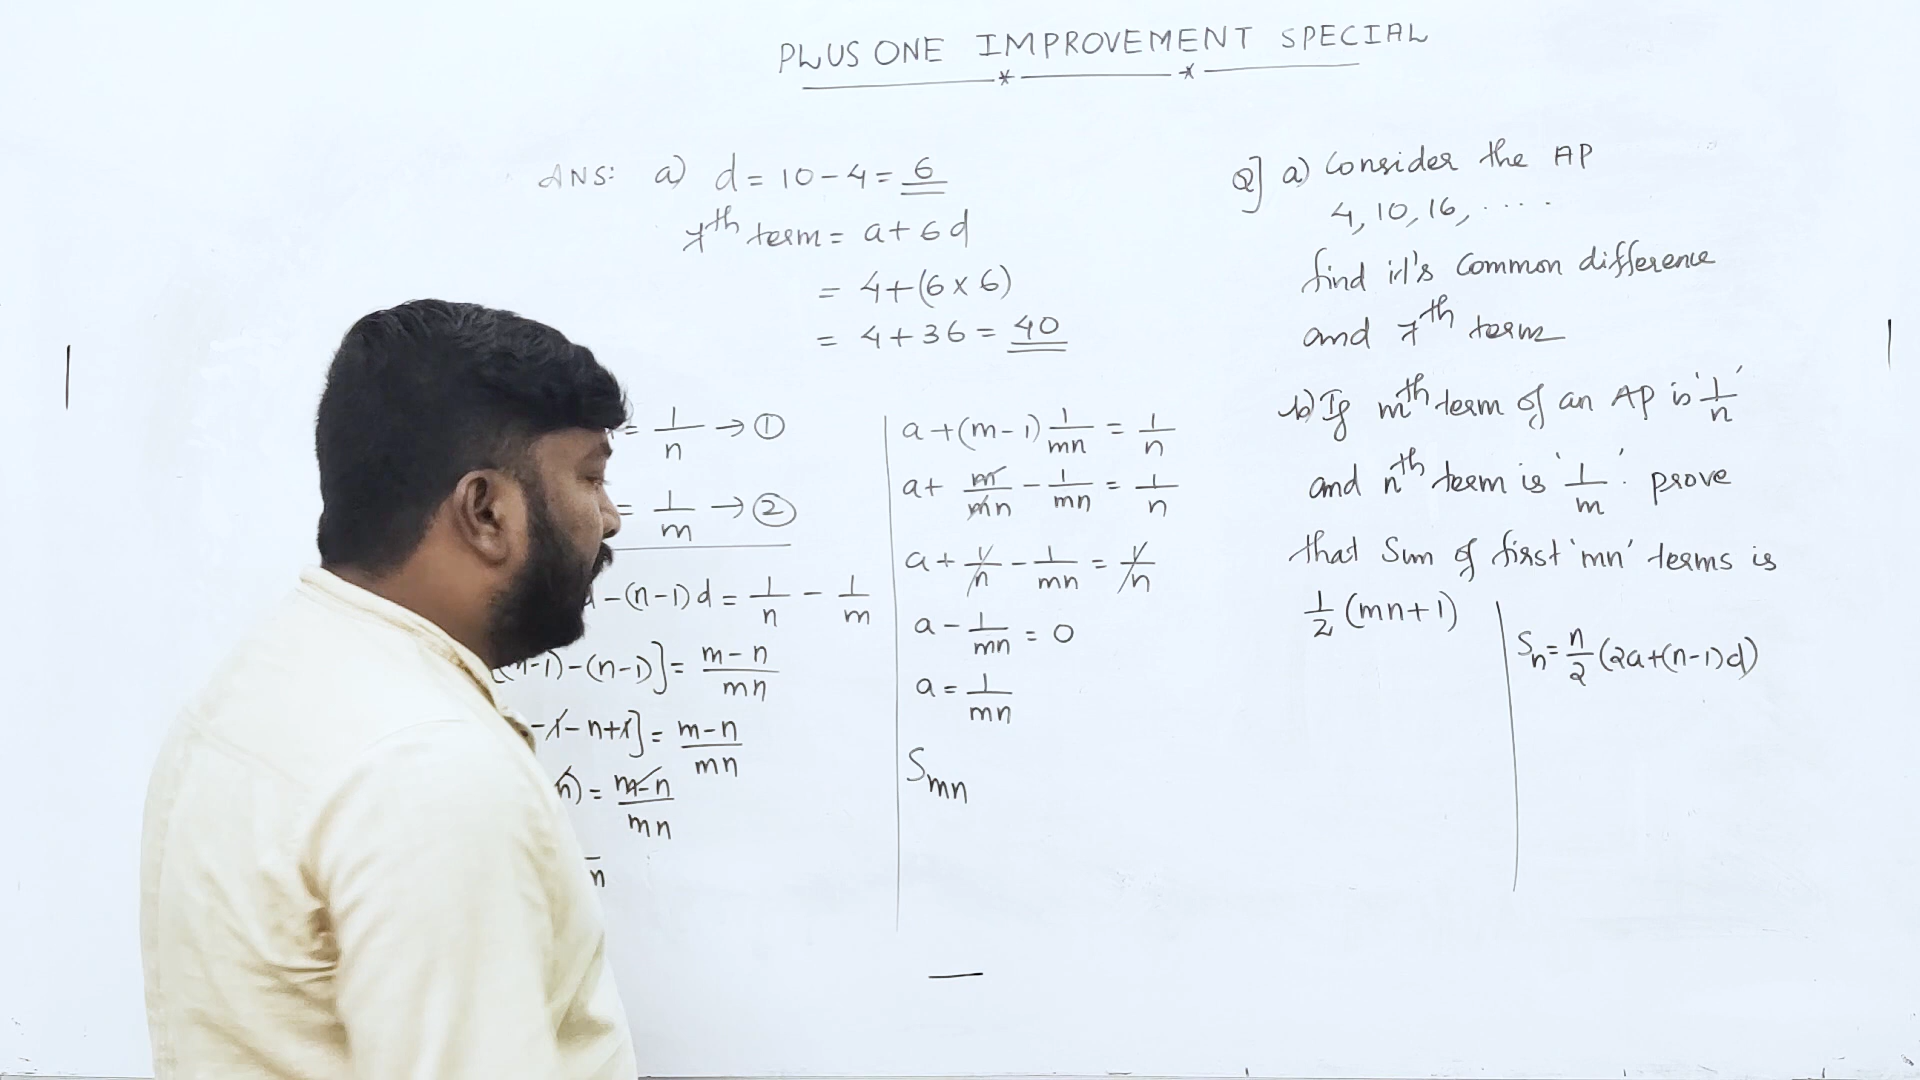 PLUS ONE IMPROVEMENT SPECIAL
ANS: a) d = 10 - 4 = 6
7th term = a + 6d
= 4 + (6 × 6)
= 4 + 36 = 40
= 1/n → ①
= 1/m → ②
- (n-1)d = 1/n - 1/m
-1) - (n-1)] = m-n/mn
-1 - n+1] = m-n/mn
n) = m-n/mn
n
a + (m-1) 1/mn = 1/n
a + m/mn - 1/mn = 1/n
a + 1/n - 1/mn = 1/n
a - 1/mn = 0
a = 1/mn
Smn
Q] a) Consider the AP
4, 10, 16, ....
find it's Common difference
and 7th term
b) If mth term of an AP is '1/n'
and nth term is '1/m'. prove
that Sum of first 'mn' terms is
1/2 (mn+1)
Sn = n/2 (2a+(n-1)d)